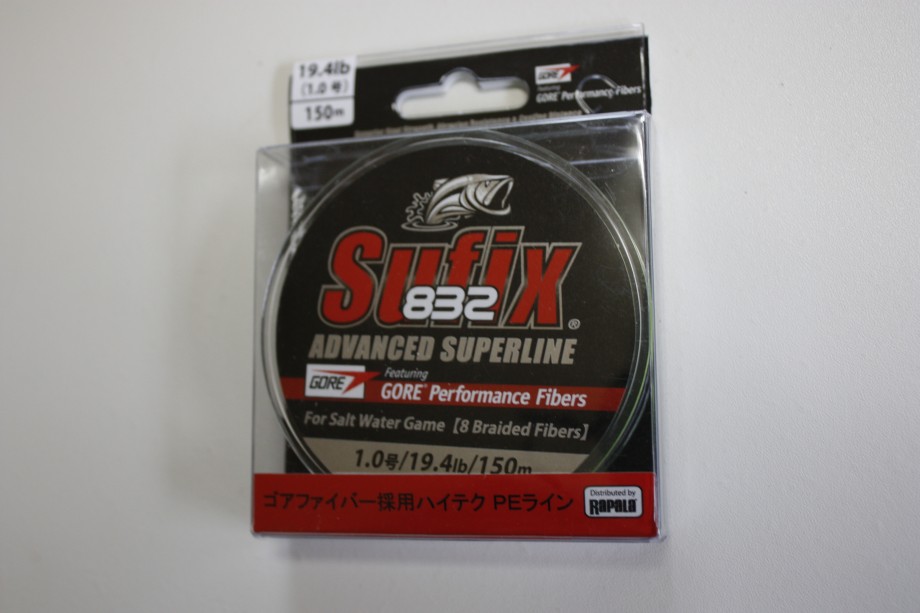 19.4lb
(1.0号)
150m
GORE
featuring
GORE Performance Fibers
Sufix®
832
ADVANCED SUPERLINE
GORE
Featuring
GORE® Performance Fibers
For Salt Water Game【8 Braided Fibers】
1.0号/19.4lb/150m
ゴアファイバー採用ハイテク PEライン
Distributed by
RAPALA